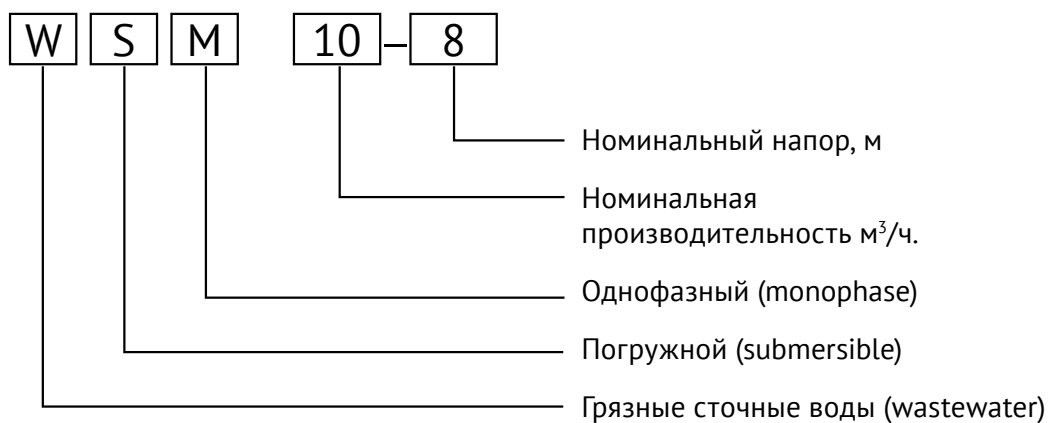 W S M 10–8
Номинальный напор, м
Номинальная
производительность м³/ч.
Однофазный (monophase)
Погружной (submersible)
Грязные сточные воды (wastewater)